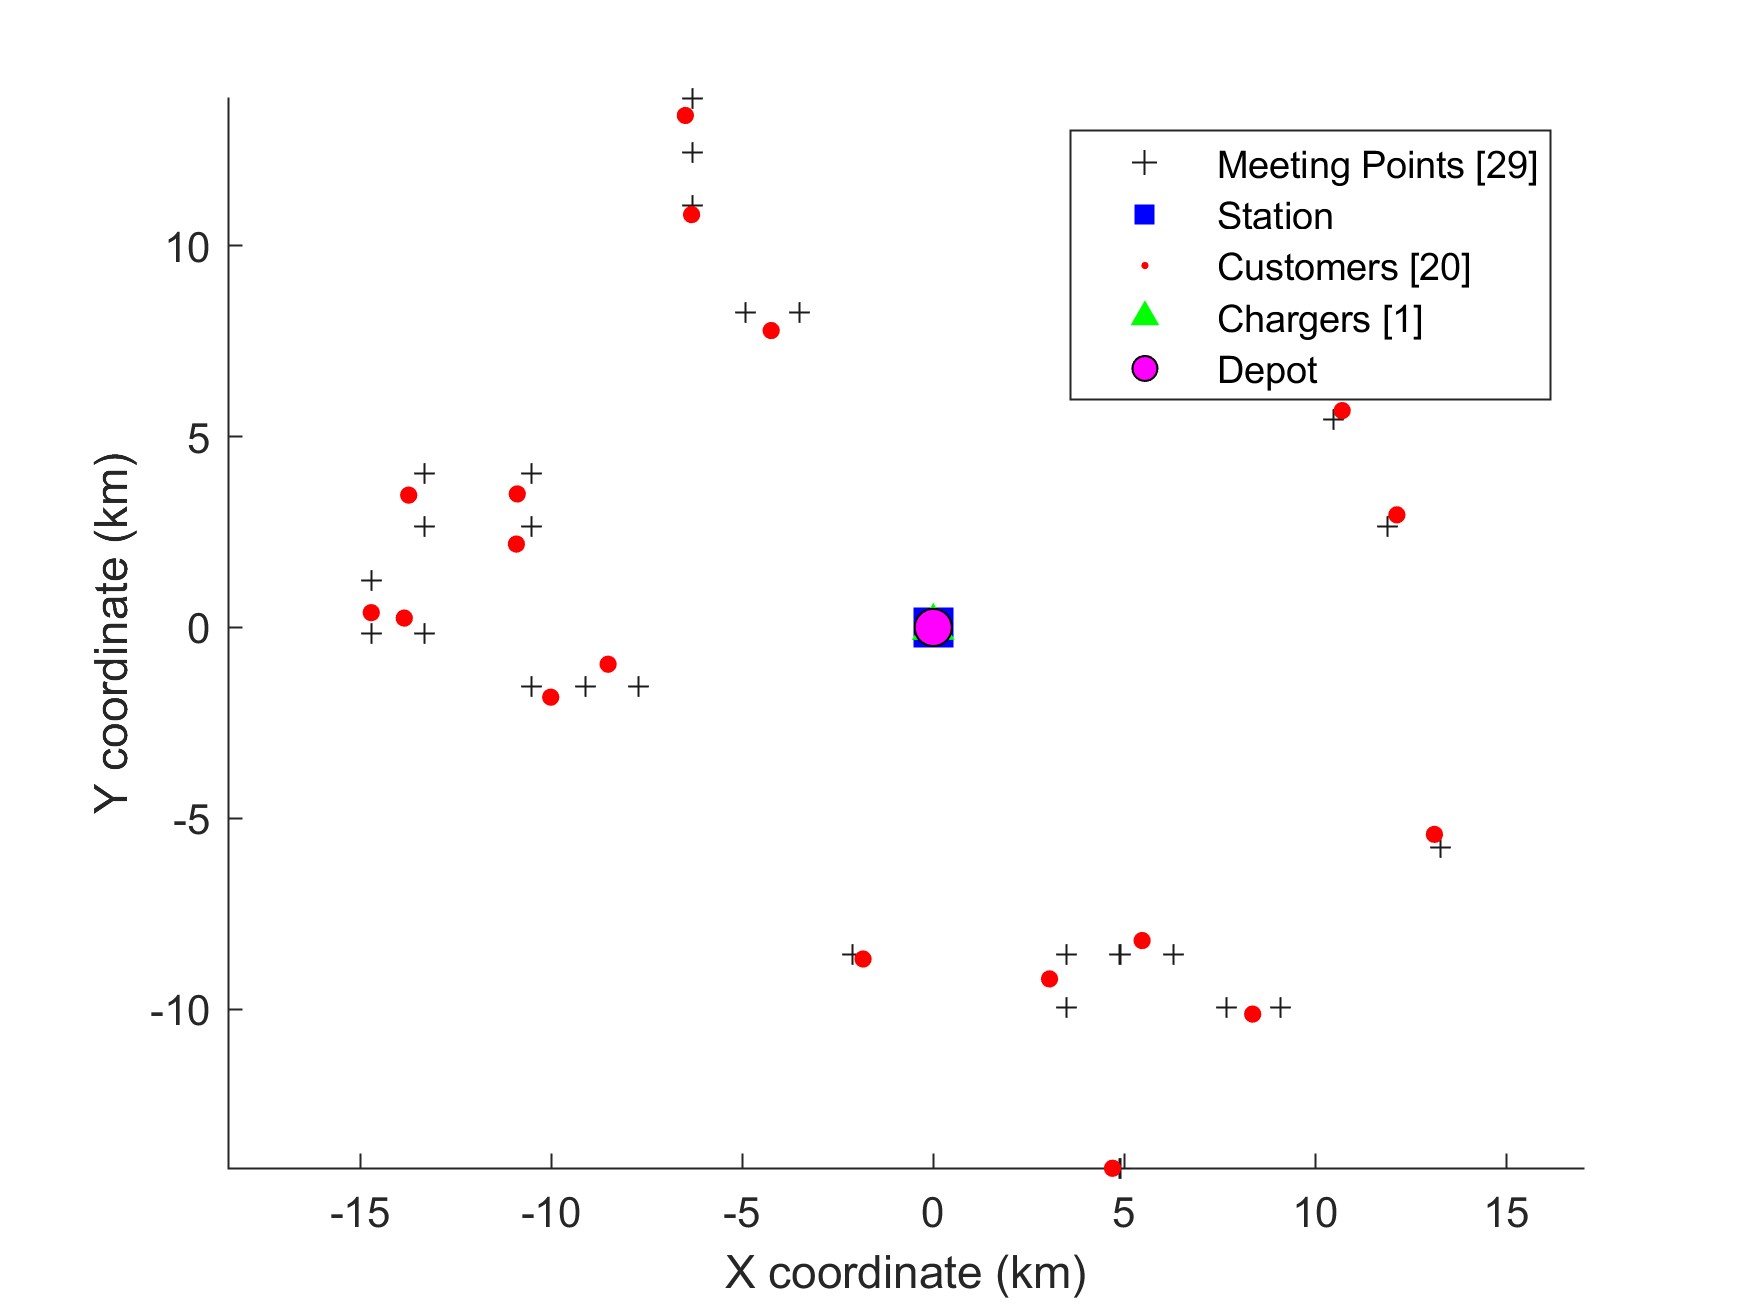 Meeting Points [29]
Station
Customers [20]
Chargers [1]
Depot
10
5
0
-5
-10
Y coordinate (km)
-15 -10 -5 0 5 10 15
X coordinate (km)